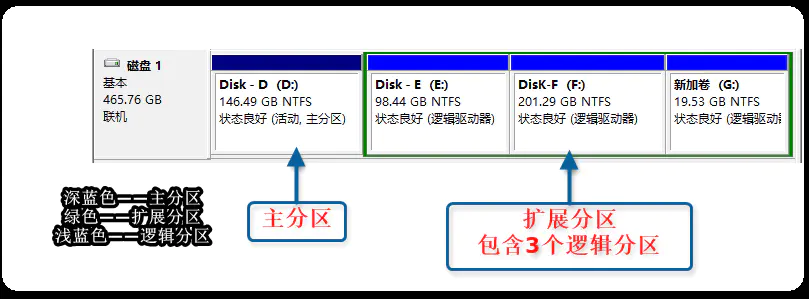 磁盘 1
基本
465.76 GB
联机
Disk - D (D:)
146.49 GB NTFS
状态良好 (活动, 主分区)
Disk - E (E:)
98.44 GB NTFS
状态良好 (逻辑驱动器)
DisK-F (F:)
201.29 GB NTFS
状态良好 (逻辑驱动器)
新加卷 (G:)
19.53 GB NTFS
状态良好 (逻辑驱动
深蓝色——主分区
绿色——扩展分区
浅蓝色——逻辑分区
主分区
扩展分区
包含3个逻辑分区